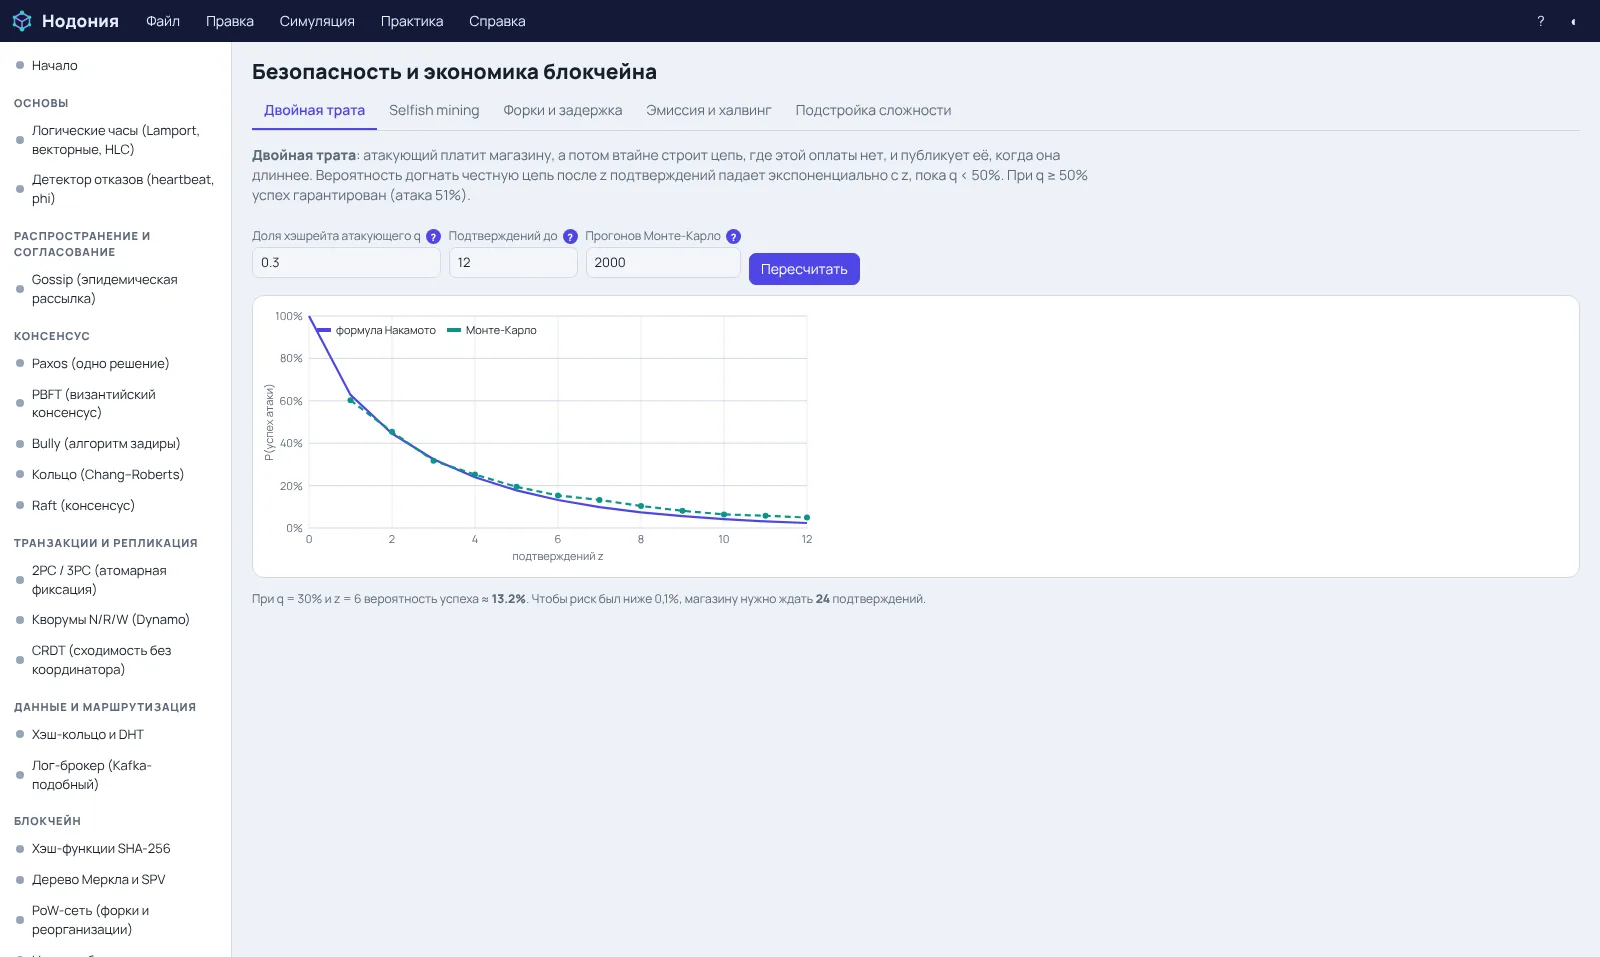 Нодония
Файл
Правка
Симуляция
Практика
Справка
?
Начало
ОСНОВЫ
Логические часы (Lamport,
векторные, HLC)
Детектор отказов (heartbeat,
phi)
РАСПРОСТРАНЕНИЕ И
СОГЛАСОВАНИЕ
Gossip (эпидемическая
рассылка)
КОНСЕНСУС
Paxos (одно решение)
PBFT (византийский
консенсус)
Bully (алгоритм задиры)
Кольцо (Chang–Roberts)
Raft (консенсус)
ТРАНЗАКЦИИ И РЕПЛИКАЦИЯ
2PC / 3PC (атомарная
фиксация)
Кворумы N/R/W (Dynamo)
CRDT (сходимость без
координатора)
ДАННЫЕ И МАРШРУТИЗАЦИЯ
Хэш-кольцо и DHT
Лог-брокер (Kafka-
подобный)
БЛОКЧЕЙН
Хэш-функции SHA-256
Дерево Меркла и SPV
PoW-сеть (форки и
реорганизации)
Безопасность и экономика блокчейна
Двойная трата
Selfish mining
Форки и задержка
Эмиссия и халвинг
Подстройка сложности
Двойная трата: атакующий платит магазину, а потом втайне строит цепь, где этой оплаты нет, и публикует её, когда она
длиннее. Вероятность догнать честную цепь после z подтверждений падает экспоненциально с z, пока q < 50%. При q ≥ 50%
успех гарантирован (атака 51%).
Доля хэшрейта атакующего q ?
Подтверждений до ?
Прогонов Монте-Карло ?
0.3
12
2000
Пересчитать
формула Накамото
Монте-Карло
P(успех атаки)
100%
80%
60%
40%
20%
0%
0 2 4 6 8 10 12
подтверждений z
При q = 30% и z = 6 вероятность успеха ≈ 13.2%. Чтобы риск был ниже 0,1%, магазину нужно ждать 24 подтверждений.